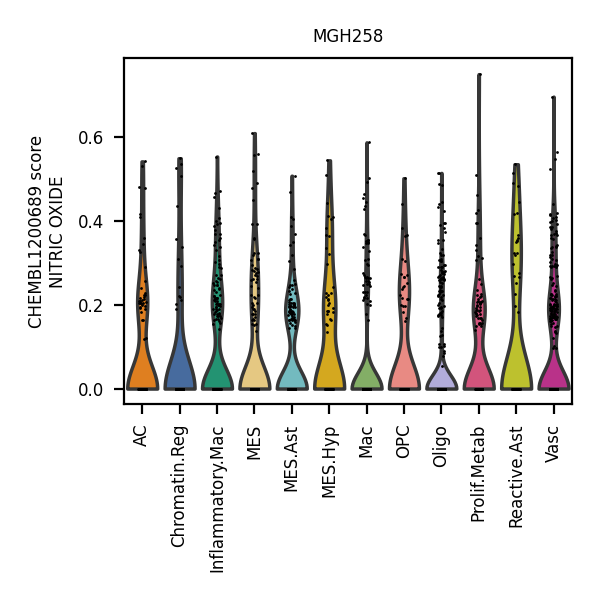 MGH258
CHEMBL1200689 score
NITRIC OXIDE
0.6
0.4
0.2
0.0
AC
Chromatin.Reg
Inflammatory.Mac
MES
MES.Ast
MES.Hyp
Mac
OPC
Oligo
Prolif.Metab
Reactive.Ast
Vasc